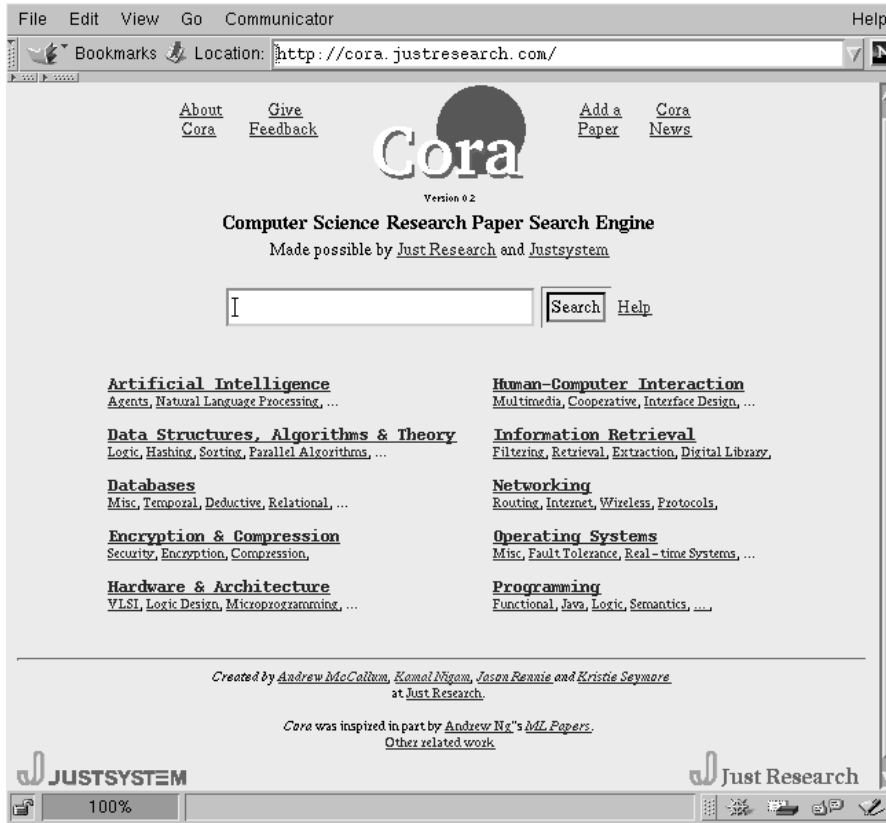 File Edit View Go Communicator Help
Bookmarks Location: http://cora.justresearch.com/ N
About Cora
Give Feedback
Cora
Add a Paper
Cora News
Version 0.2
Computer Science Research Paper Search Engine
Made possible by Just Research and Justsystem
Search Help
Artificial Intelligence
Agents, Natural Language Processing, ...
Data Structures, Algorithms & Theory
Logic, Hashing, Sorting, Parallel Algorithms, ...
Databases
Misc, Temporal, Deductive, Relational, ...
Encryption & Compression
Security, Encryption, Compression,
Hardware & Architecture
VLSI, Logic Design, Microprogramming, ...
Human-Computer Interaction
Multimedia, Cooperative, Interface Design, ...
Information Retrieval
Filtering, Retrieval, Extraction, Digital Library,
Networking
Routing, Internet, Wireless, Protocols,
Operating Systems
Misc, Fault Tolerance, Real-time Systems, ...
Programming
Functional, Java, Logic, Semantics, ... ,
Created by Andrew McCallum, Kamal Nigam, Jason Rennie and Kristie Seymore
at Just Research.
Cora was inspired in part by Andrew Ng"s ML Papers.
Other related work
JUSTSYSTEM Just Research
100%